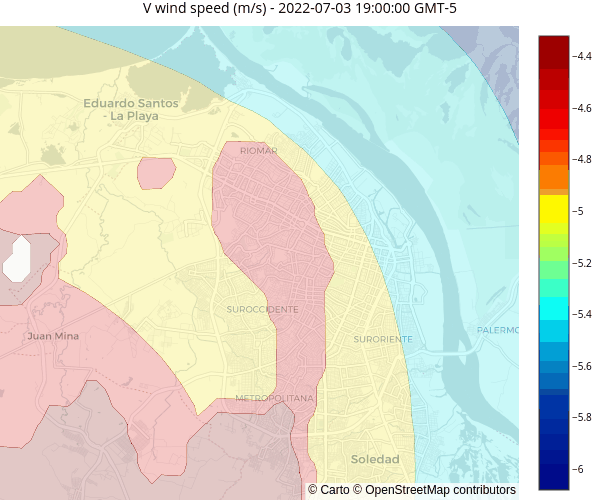 V wind speed (m/s) - 2022-07-03 19:00:00 GMT-5
Eduardo Santos
- La Playa
RIOMAR
SUROCCIDENTE
Juan Mina
SURORIENTE
PALERMO
METROPOLITANA
Soledad
© Carto © OpenStreetMap contributors
−4.4
−4.6
−4.8
−5
−5.2
−5.4
−5.6
−5.8
−6